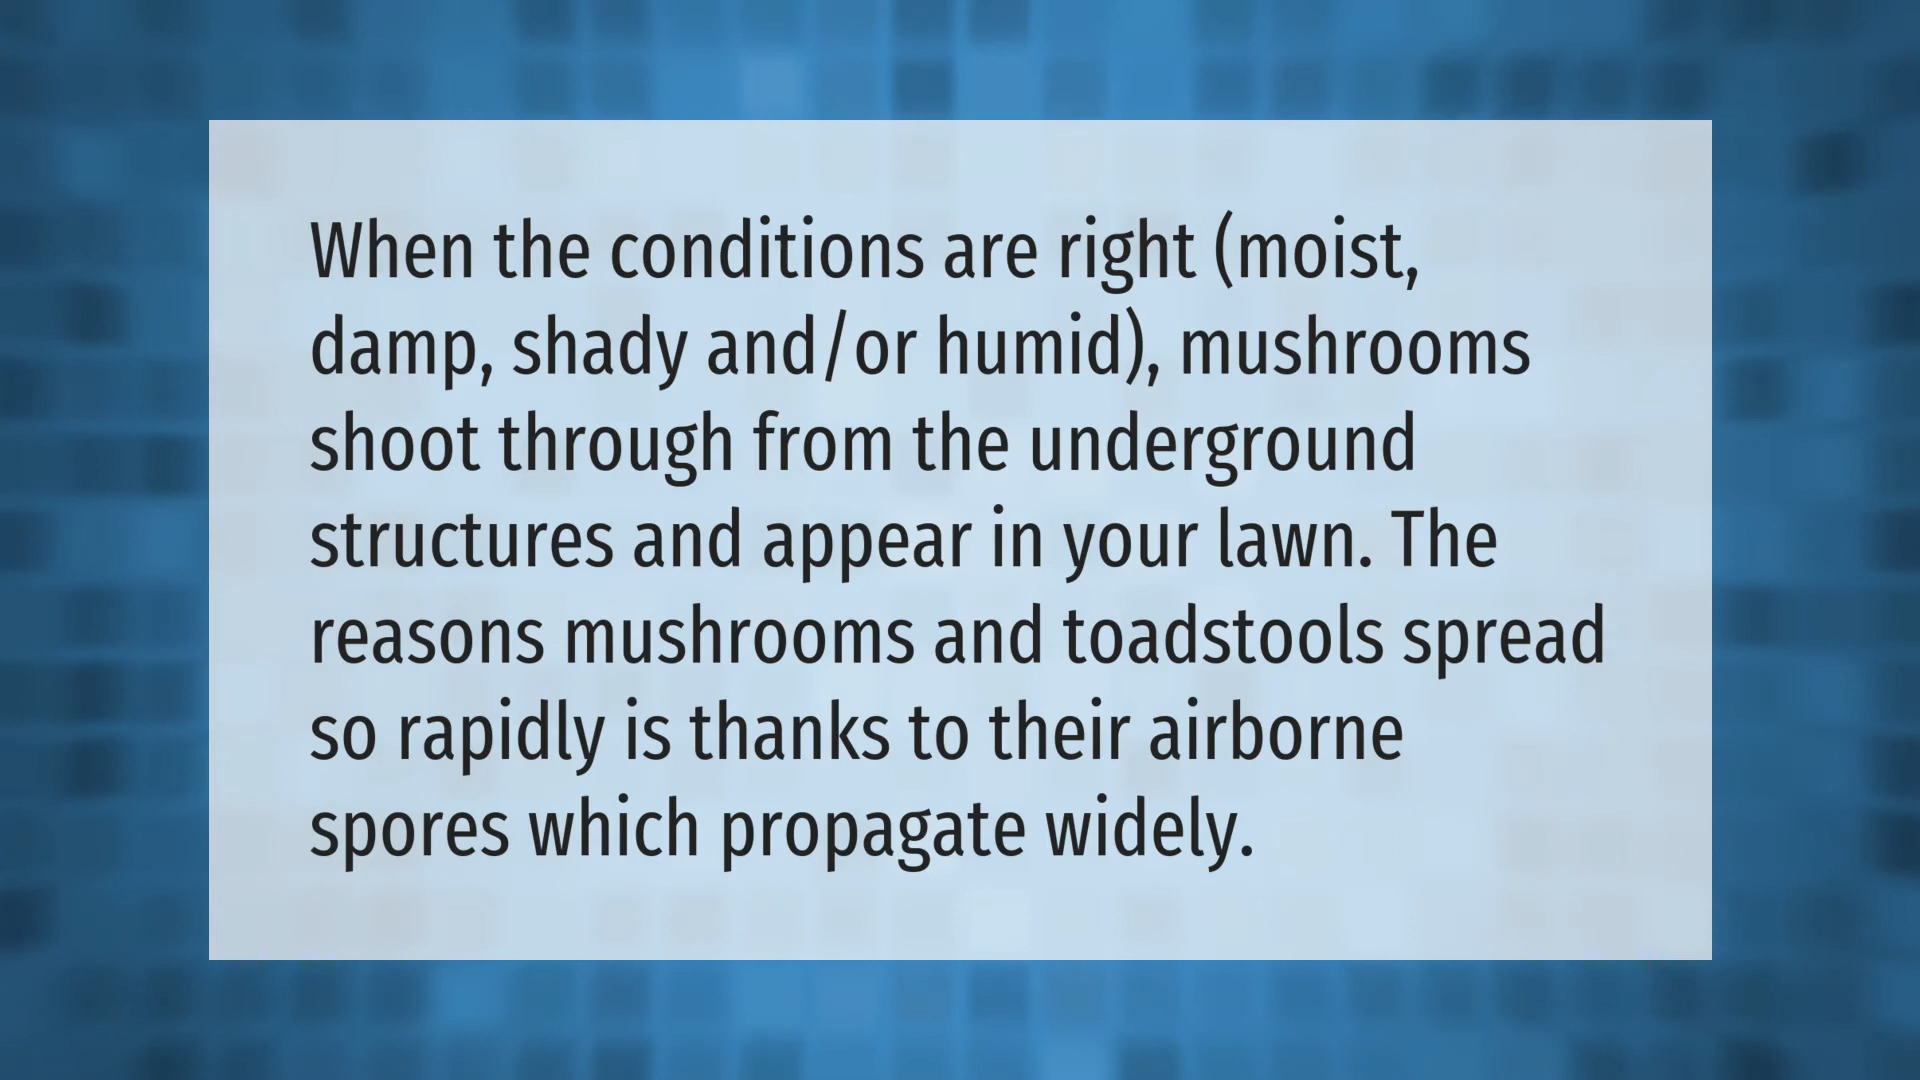 When the conditions are right (moist,
damp, shady and/or humid), mushrooms
shoot through from the underground
structures and appear in your lawn. The
reasons mushrooms and toadstools spread
so rapidly is thanks to their airborne
spores which propagate widely.